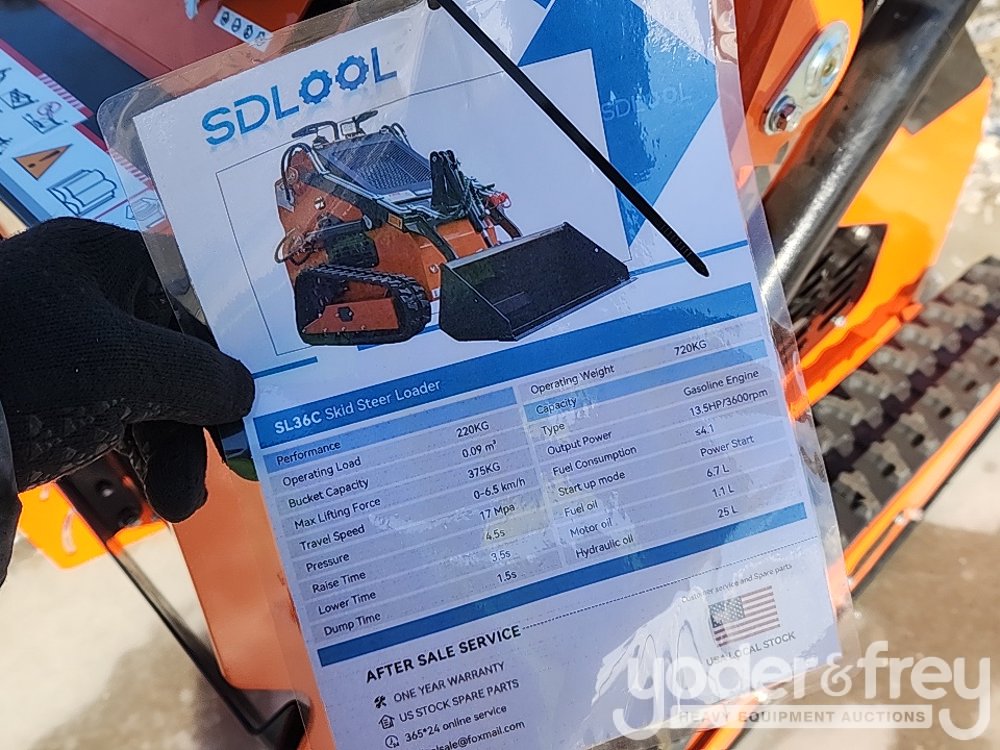 SDLOOL
SDLOOL
SL36C Skid Steer Loader
Performance
Operating Load 220KG
Bucket Capacity 0.09 m³
Max Lifting Force 375KG
Travel Speed 0-6.5 km/h
Pressure 17 Mpa
Raise Time 4.5s
Lower Time 3.5s
Dump Time 1.5s
Operating Weight 720KG
Capacity
Type Gasoline Engine
Output Power 13.5HP/3600rpm
Fuel Consumption ≤4.1
Start up mode Power Start
Fuel oil 6.7 L
Motor oil 1.1 L
Hydraulic oil 25 L
AFTER SALE SERVICE
ONE YEAR WARRANTY
US STOCK SPARE PARTS
365*24 online service
Customer service and Spare parts
USA LOCAL STOCK
yoder&frey
HEAVY EQUIPMENT AUCTIONS